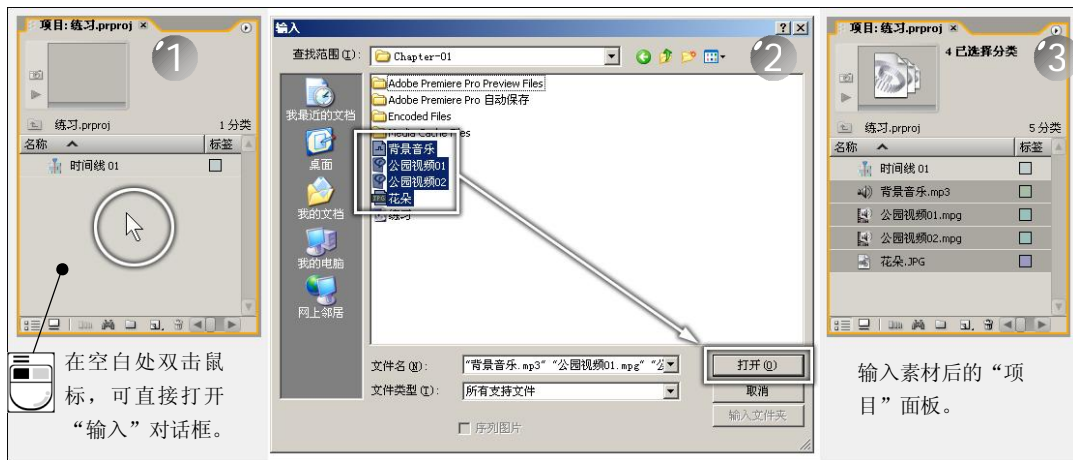 项目: 练习.prproj ×
1
练习.prproj
1 分类
名称
标签
时间线 01
在空白处双击鼠
标，可直接打开
“输入”对话框。
输入
2
查找范围(I):
Chapter-01
我最近的文档
桌面
我的文档
我的电脑
网上邻居
Adobe Premiere Pro Preview Files
Adobe Premiere Pro 自动保存
Encoded Files
Media Cache Files
背景音乐
公园视频01
公园视频02
花朵
练习
文件名(N):
"背景音乐.mp3" "公园视频01.mpg" "公
打开(O)
文件类型(T):
所有支持文件
取消
输入文件夹
序列图片
项目: 练习.prproj ×
3
4 已选择分类
练习.prproj
5 分类
名称
标签
时间线 01
背景音乐.mp3
公园视频01.mpg
公园视频02.mpg
花朵.JPG
输入素材后的“项
目”面板。